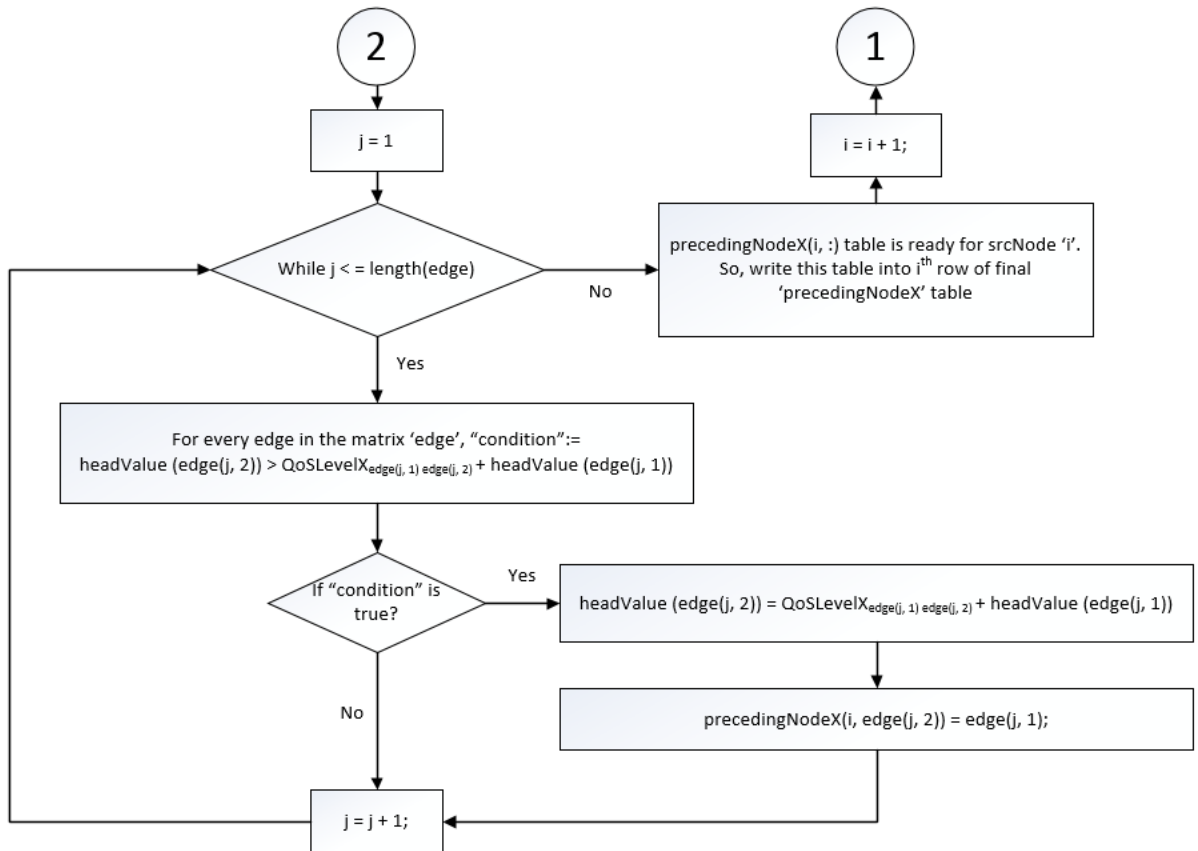 2
1
j = 1
i = i + 1;
While j < = length(edge)
No
precedingNodeX(i, :) table is ready for srcNode ‘i’.
So, write this table into iᵗʰ row of final
‘precedingNodeX’ table
Yes
For every edge in the matrix ‘edge’, “condition”:=
headValue (edge(j, 2)) > QoSLevelXedge(j, 1) edge(j, 2) + headValue (edge(j, 1))
If “condition” is
true?
Yes
headValue (edge(j, 2)) = QoSLevelXedge(j, 1) edge(j, 2) + headValue (edge(j, 1))
No
precedingNodeX(i, edge(j, 2)) = edge(j, 1);
j = j + 1;